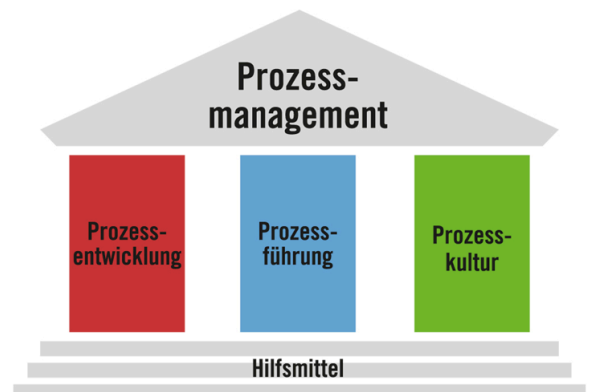 Prozess-
management
Prozess-
entwicklung
Prozess-
führung
Prozess-
kultur
Hilfsmittel